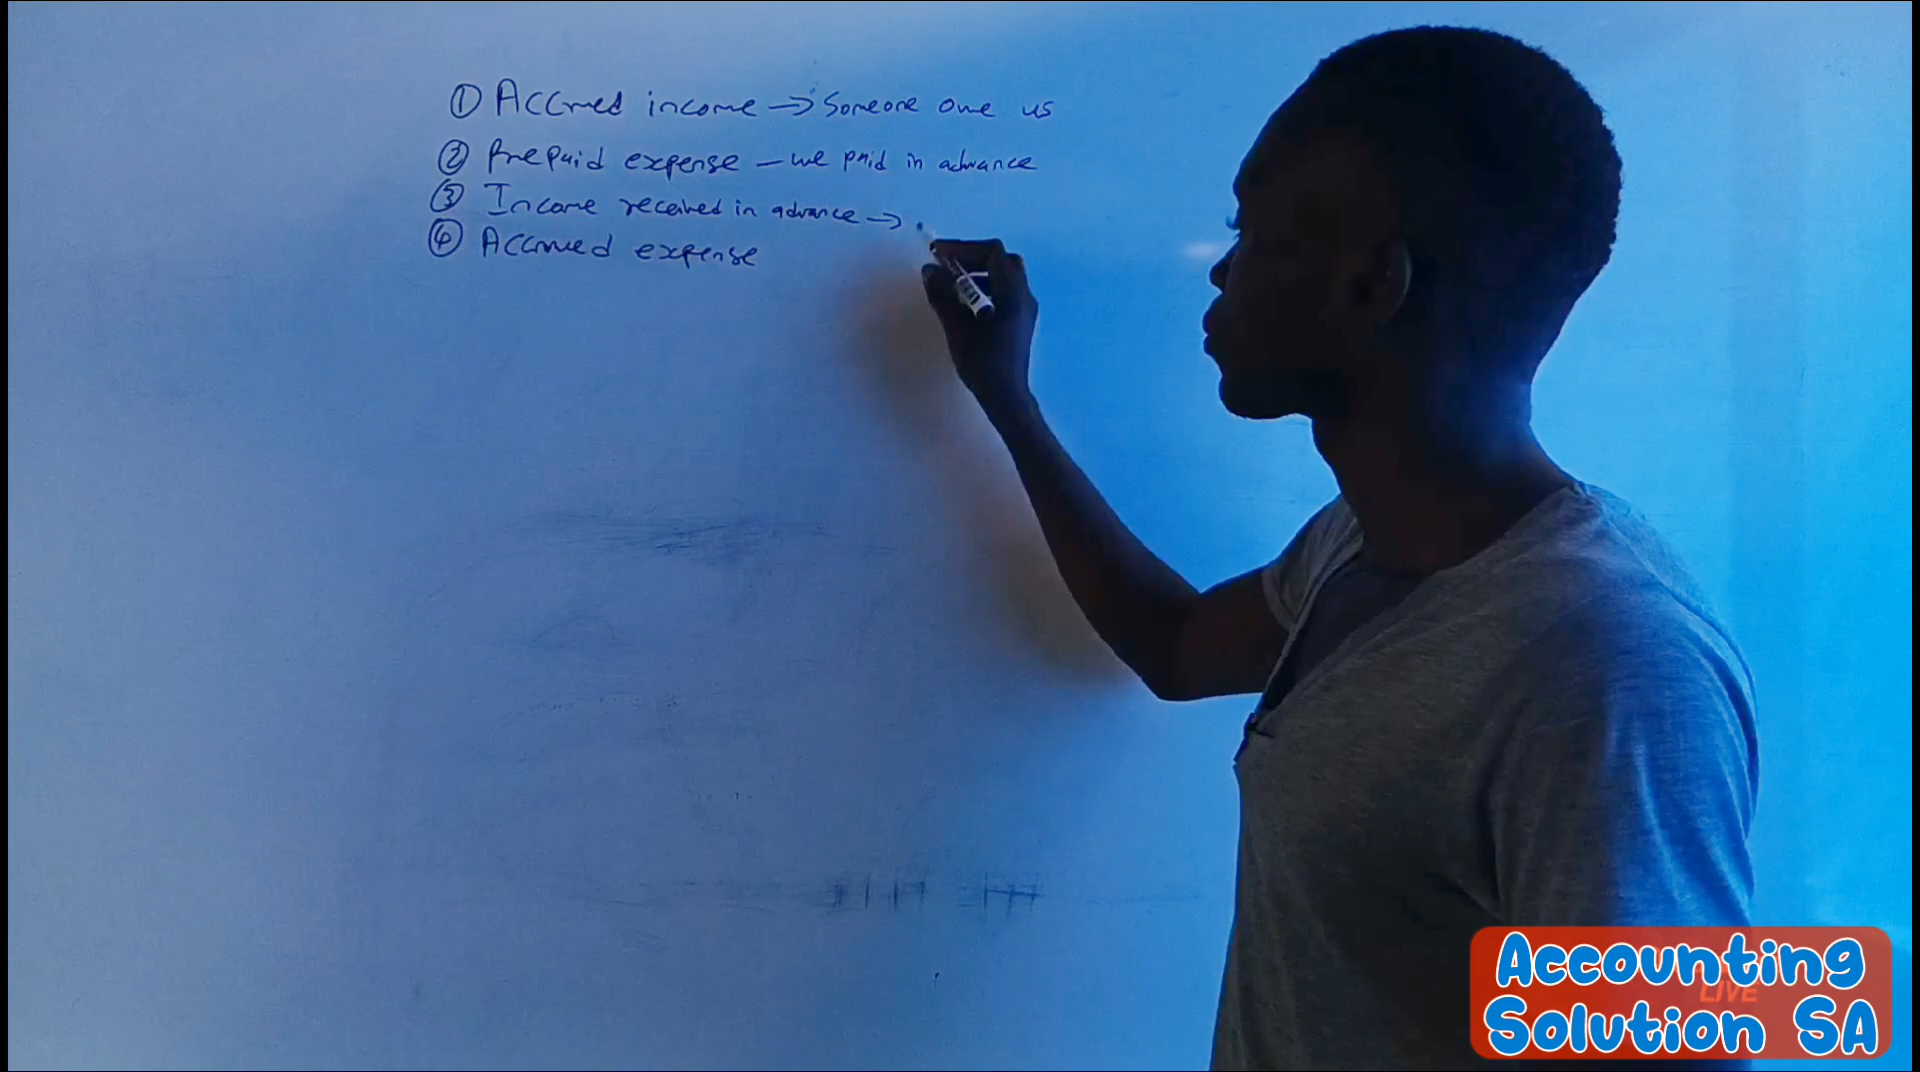 ① Accrued income → Someone owe us
② Prepaid expense - we paid in advance
③ Income received in advance →
④ Accrued expense
Accounting
LIVE
Solution SA